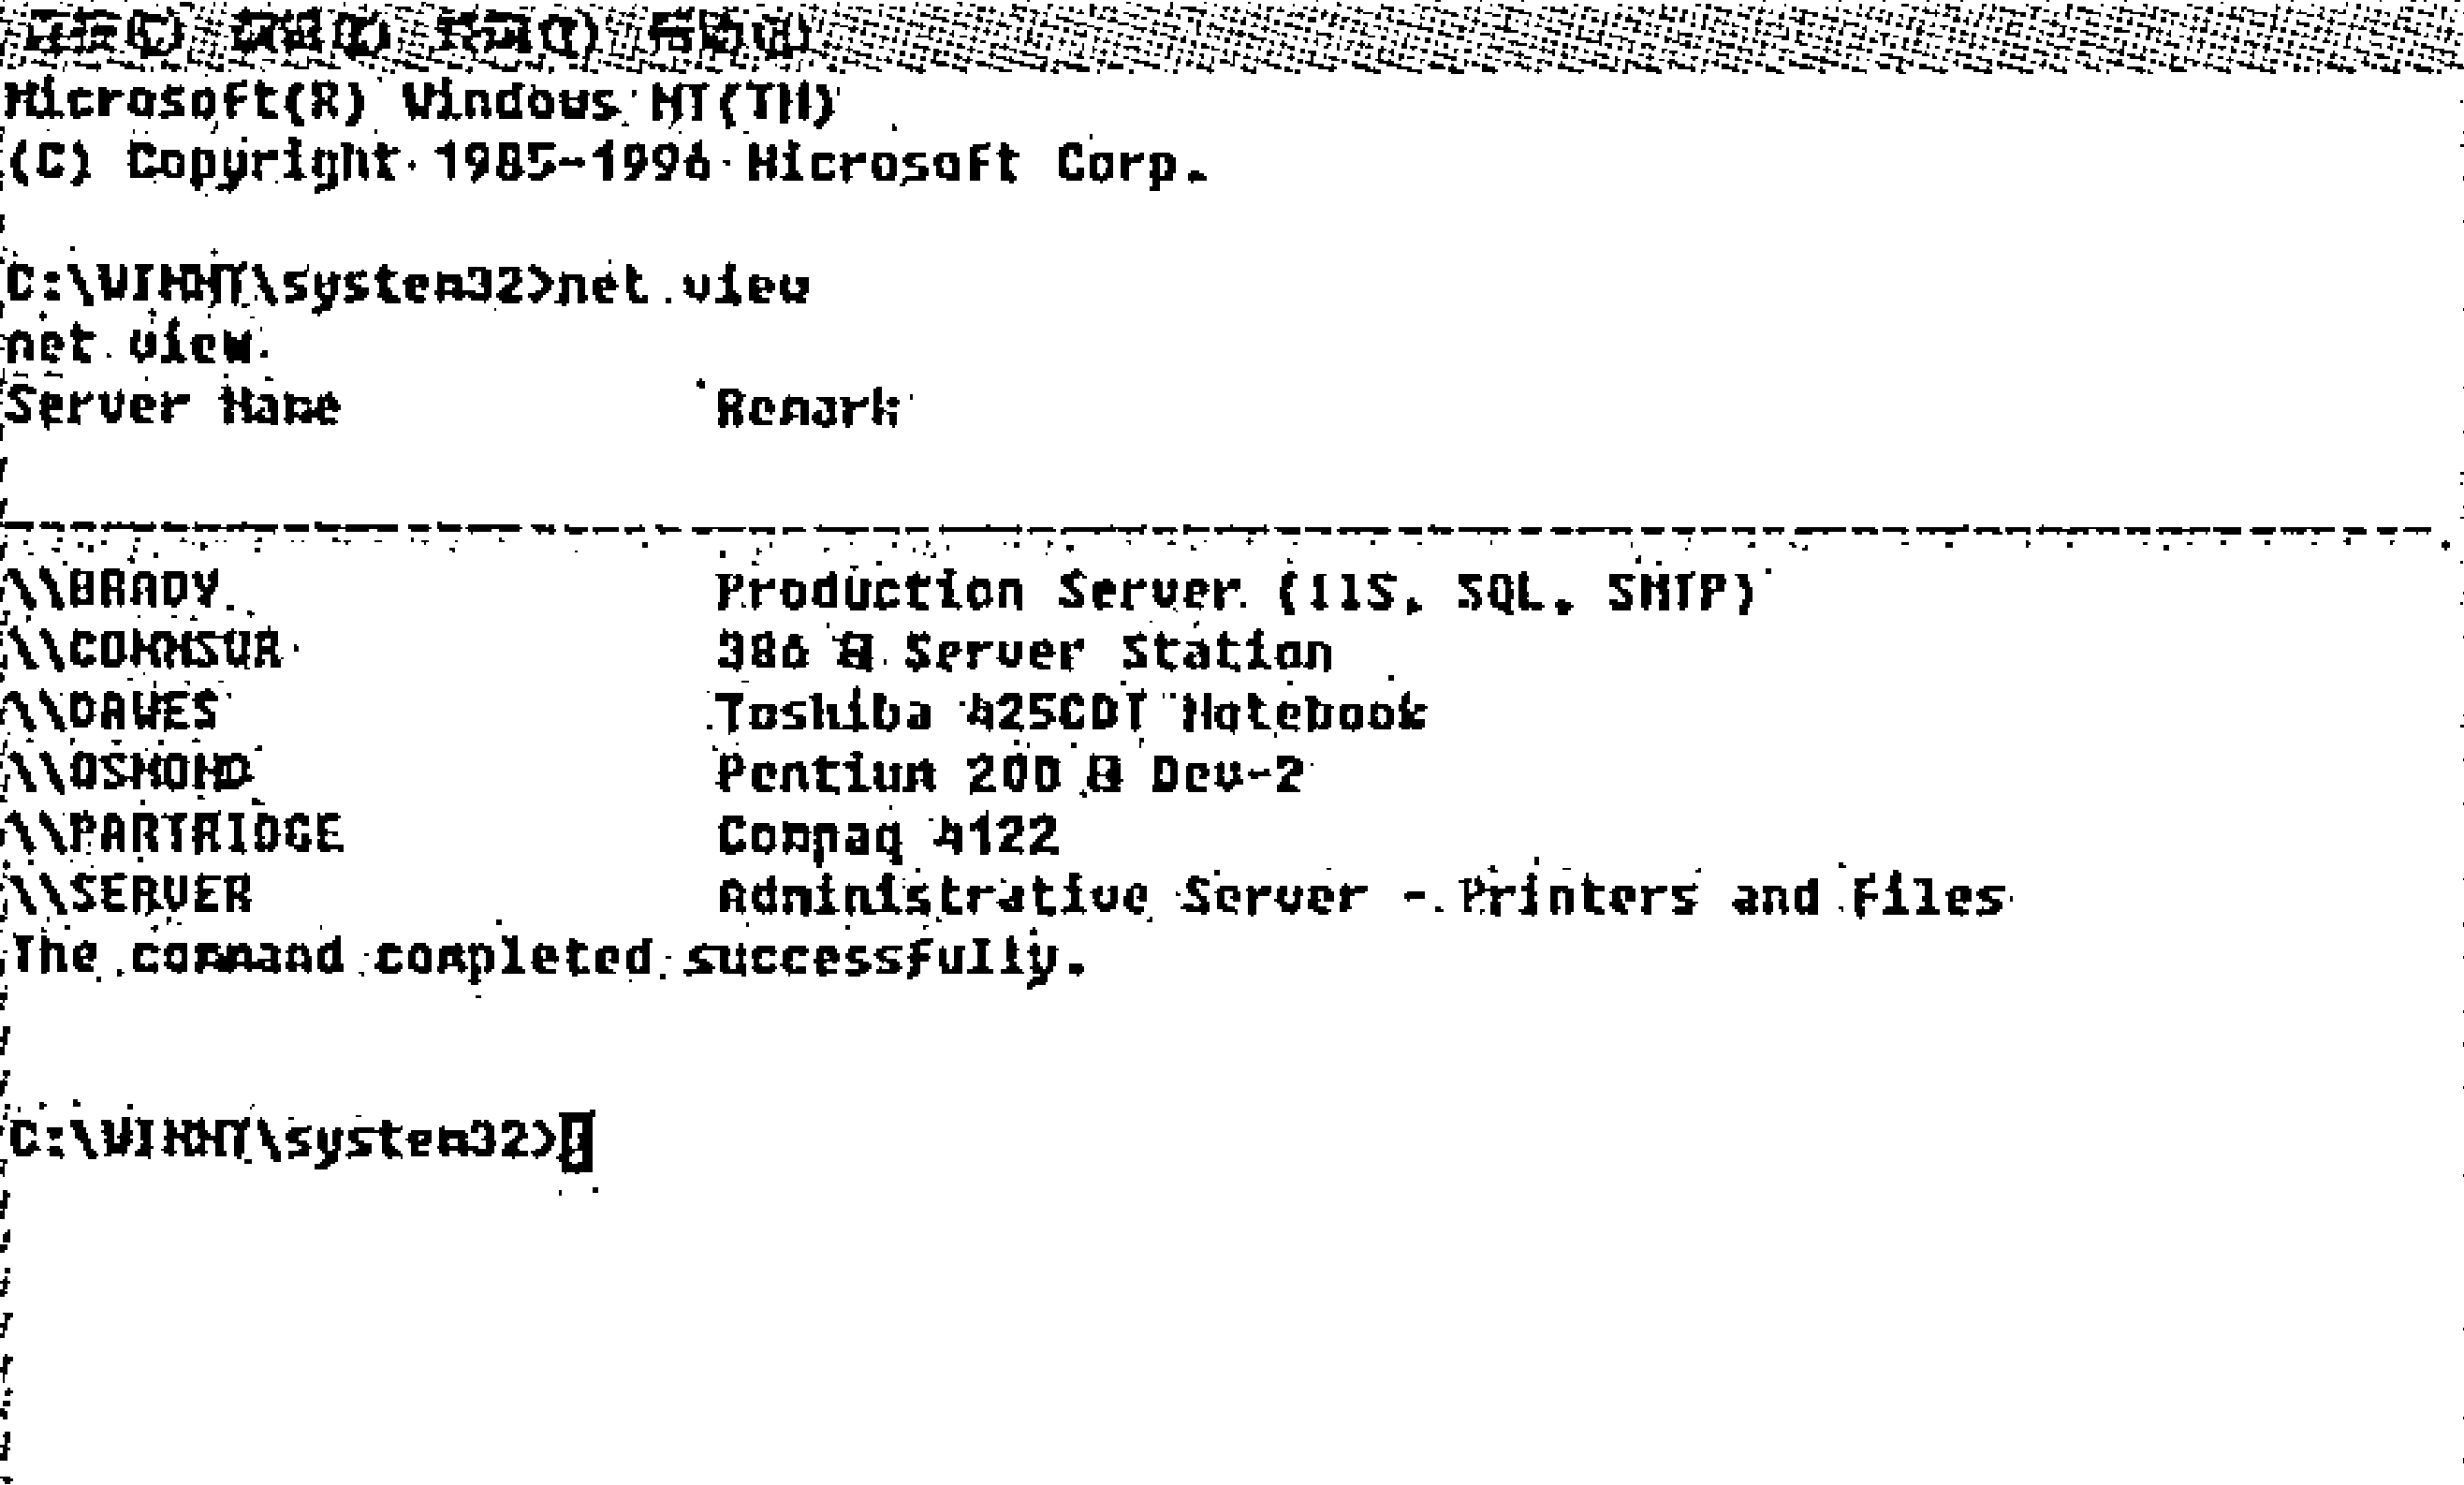 Microsoft(R) Windows NT(TM)
(C) Copyright 1985-1996 Microsoft Corp.
C:\WINNT\system32>net view
net view
Server Name Remark
-------------------------------------------------------------------------------
\\BRADY Production Server (IIS, SQL, SMTP)
\\COMMSVR 386 @ Server Station
\\DAWES Toshiba 425CDT Notebook
\\OSMOND Pentium 200 @ Dev-2
\\PARTRIDGE Compaq 4122
\\SERVER Administrative Server - Printers and Files
The command completed successfully.
C:\WINNT\system32>